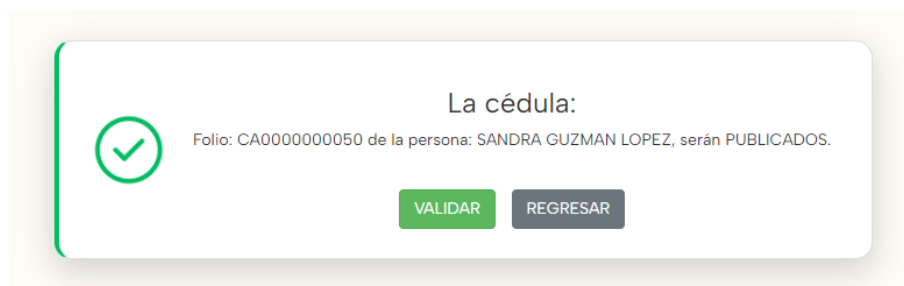 La cédula:
Folio: CA0000000050 de la persona: SANDRA GUZMAN LOPEZ, serán PUBLICADOS.
VALIDAR
REGRESAR